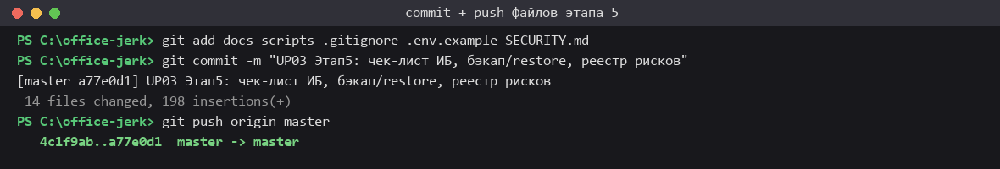 commit + push файлов этапа 5
PS C:\office-jerk> git add docs scripts .gitignore .env.example SECURITY.md
PS C:\office-jerk> git commit -m "UP03 Этап5: чек-лист ИБ, бэкап/restore, реестр рисков"
[master a77e0d1] UP03 Этап5: чек-лист ИБ, бэкап/restore, реестр рисков
14 files changed, 198 insertions(+)
PS C:\office-jerk> git push origin master
4c1f9ab..a77e0d1  master -> master